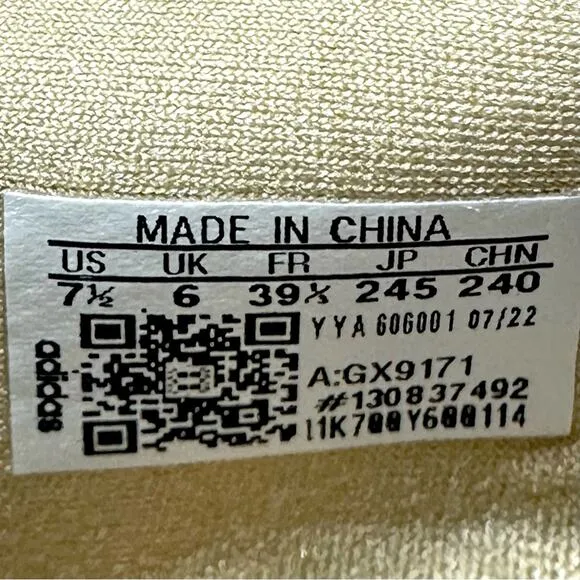 MADE IN CHINA
US UK FR JP CHN
7½ 6 39⅓ 245 240
adidas
YYA 606001 07/22
A:GX9171
#130837492